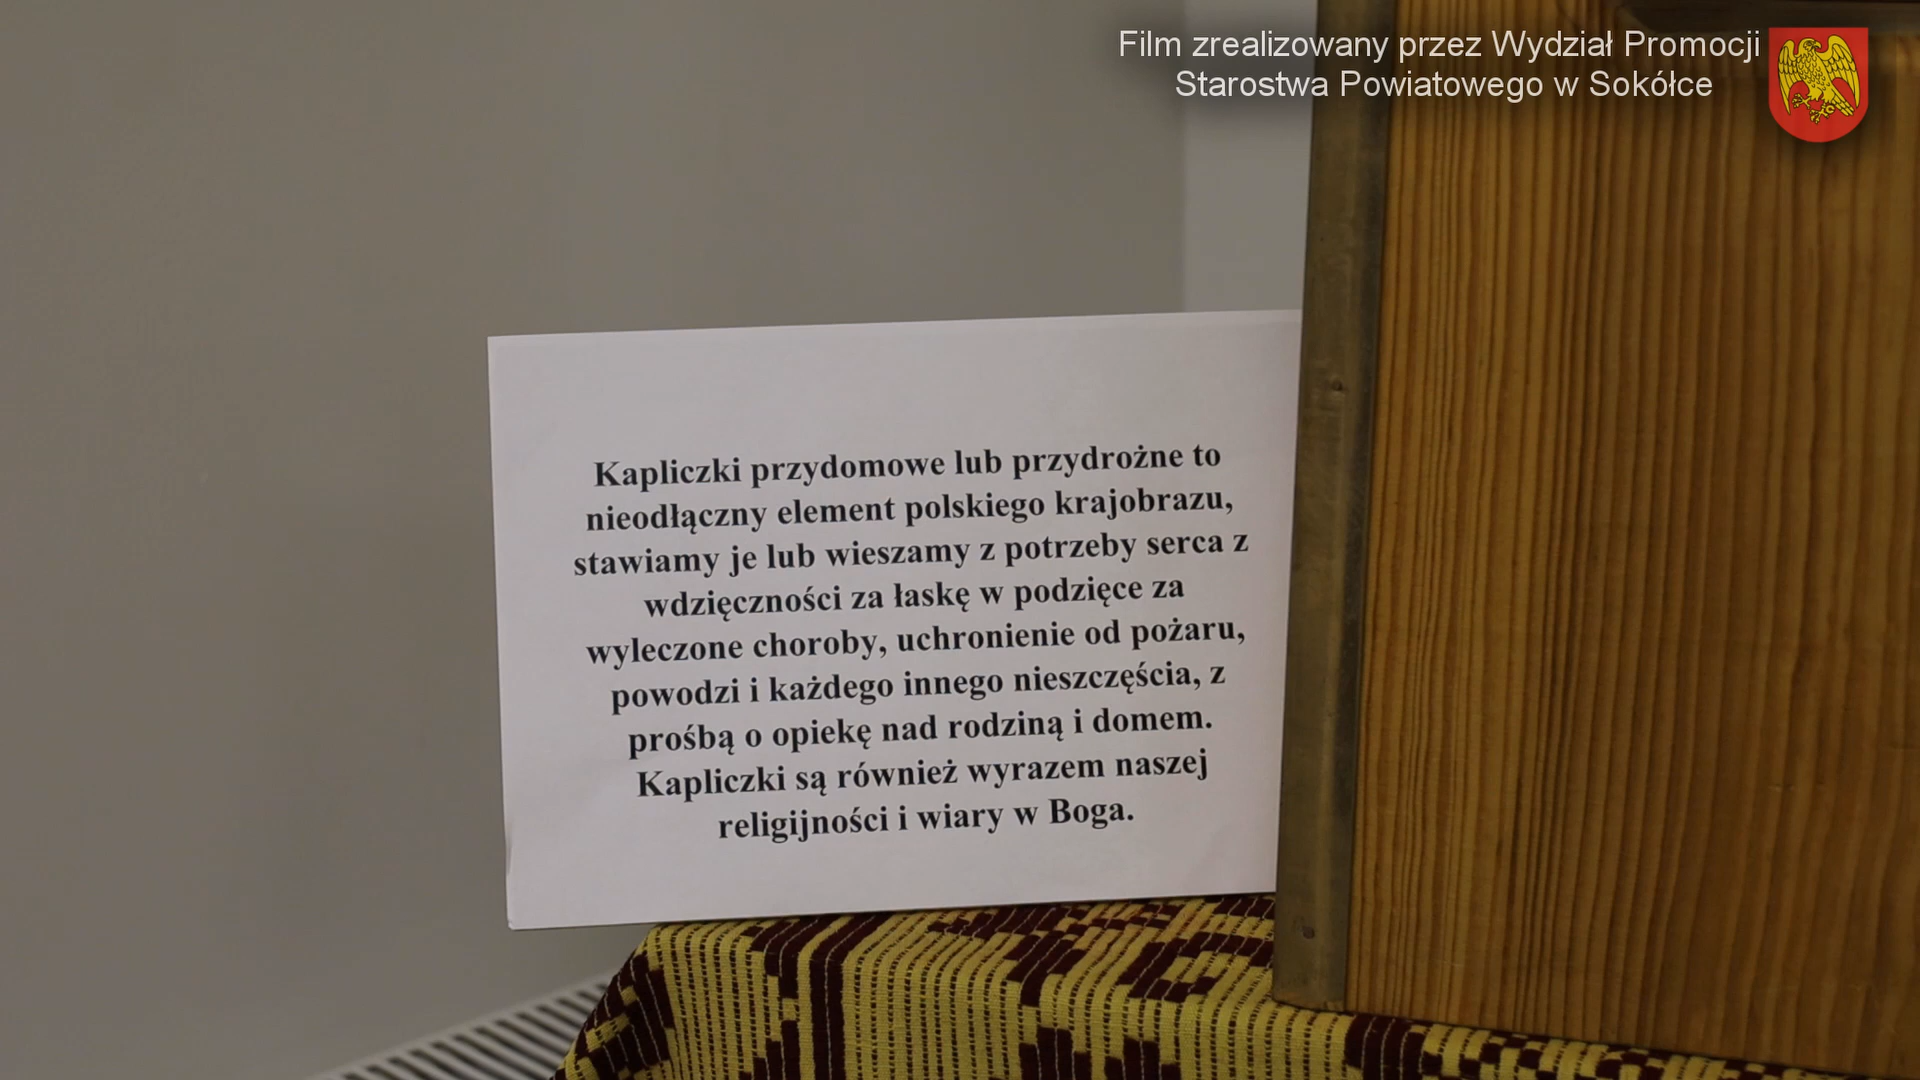 Film zrealizowany przez Wydział Promocji
Starostwa Powiatowego w Sokółce
Kapliczki przydomowe lub przydrożne to
nieodłączny element polskiego krajobrazu,
stawiamy je lub wieszamy z potrzeby serca z
wdzięczności za łaskę w podzięce za
wyleczone choroby, uchronienie od pożaru,
powodzi i każdego innego nieszczęścia, z
prośbą o opiekę nad rodziną i domem.
Kapliczki są również wyrazem naszej
religijności i wiary w Boga.